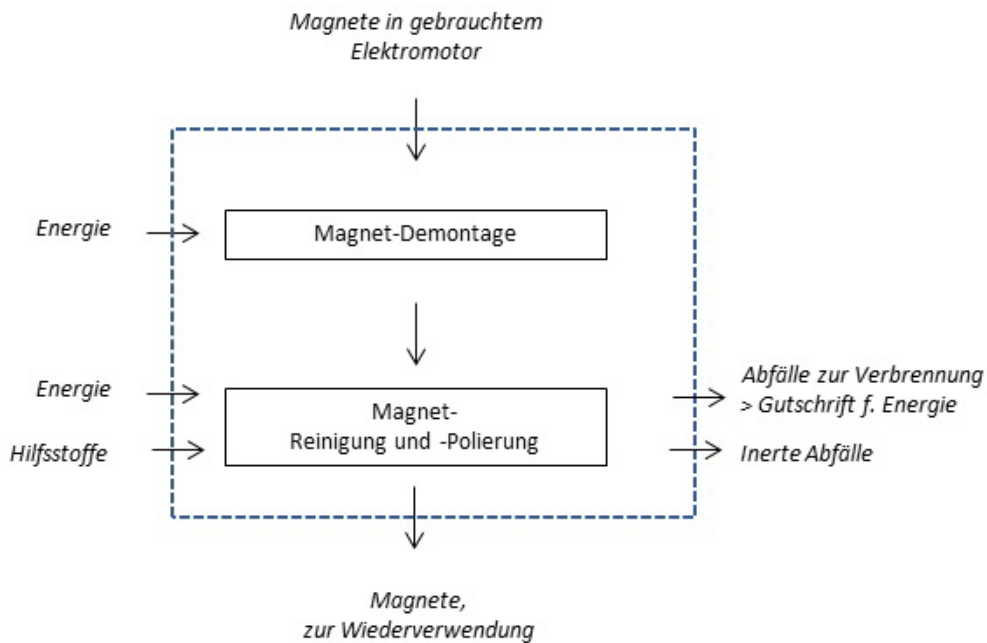 Magnete in gebrauchtem
Elektromotor
Energie
Magnet-Demontage
Energie
Hilfsstoffe
Magnet-
Reinigung und -Polierung
Abfälle zur Verbrennung
> Gutschrift f. Energie
Inerte Abfälle
Magnete,
zur Wiederverwendung